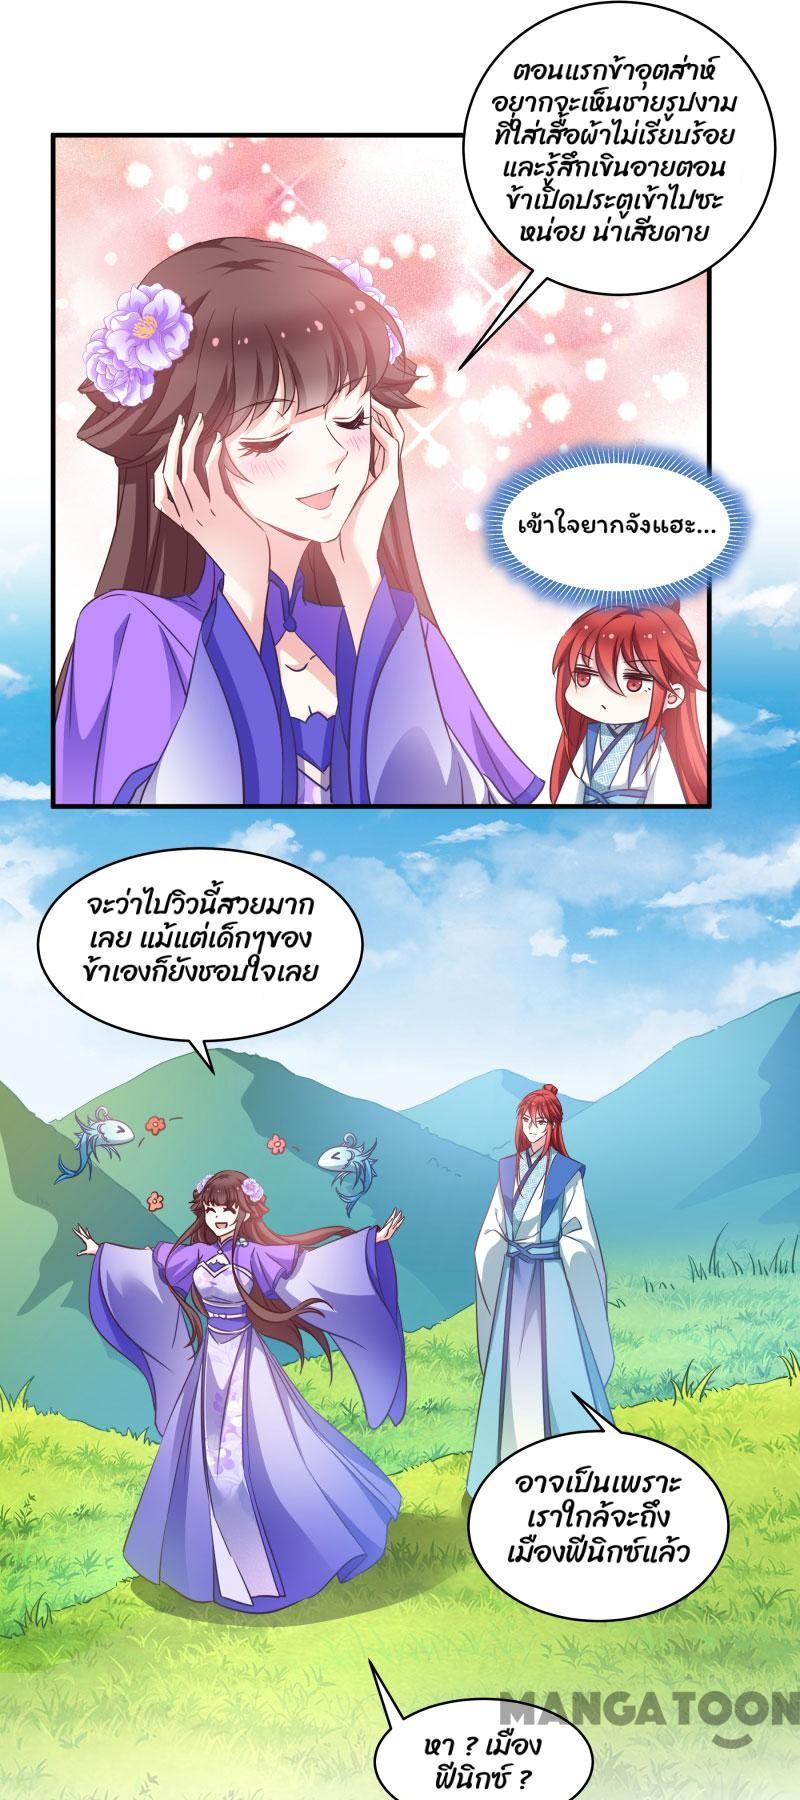 ตอนแรกข้าอุตส่าห์
อยากจะเห็นชายรูปงาม
ที่ใส่เสื้อผ้าไม่เรียบร้อย
และรู้สึกเขินอายตอน
ข้าเปิดประตูเข้าไปซะ
หน่อย น่าเสียดาย
เข้าใจยากจังแฮะ...
จะว่าไปวิวนี้สวยมาก
เลย แม้แต่เด็กๆของ
ข้าเองก็ยังชอบใจเลย
อาจเป็นเพราะ
เราใกล้จะถึง
เมืองฟีนิกซ์แล้ว
MANGATOON
หา ? เมือง
ฟีนิกซ์ ?